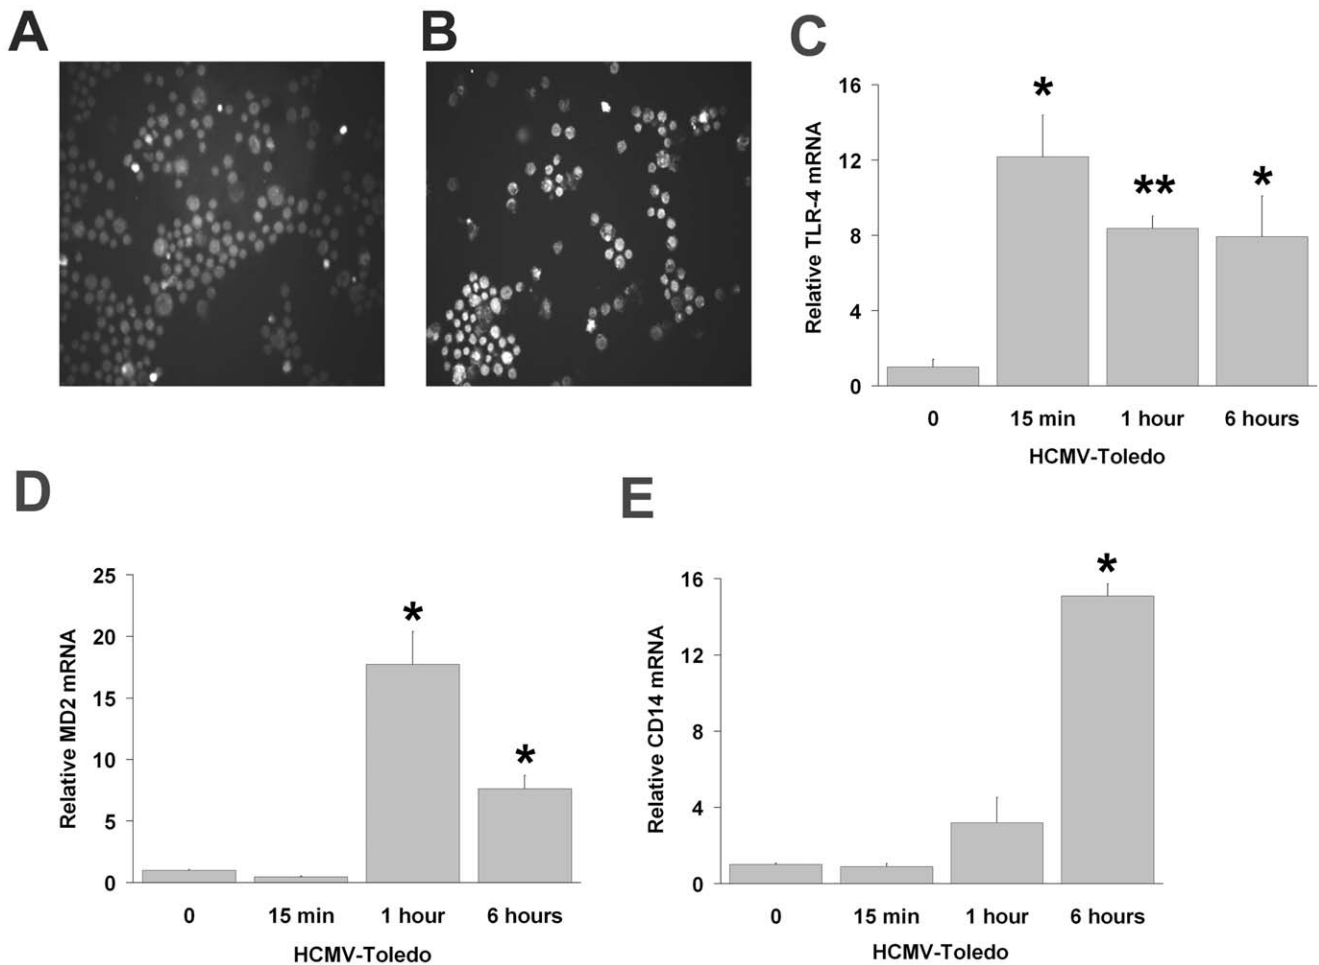 A
B
C
16
12
8
4
0
Relative TLR-4 mRNA
*
**
*
0 15 min 1 hour 6 hours
HCMV-Toledo
D
25
20
15
10
5
0
Relative MD2 mRNA
*
*
0 15 min 1 hour 6 hours
HCMV-Toledo
E
16
12
8
4
0
Relative CD14 mRNA
*
0 15 min 1 hour 6 hours
HCMV-Toledo